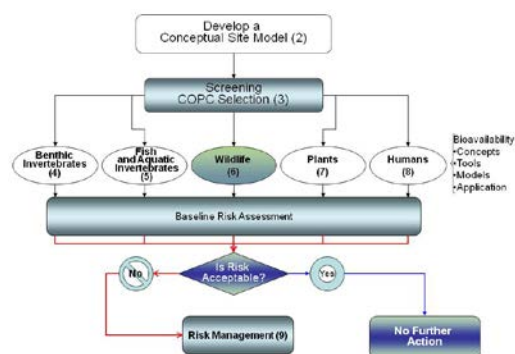 Develop a
Conceptual Site Model (2)
Screening
COPC Selection (3)
Benthic
Invertebrates
(4)
Fish
and Aquatic
Invertebrates
(5)
Wildlife
(6)
Plants
(7)
Humans
(8)
Bioavailability
•Concepts
•Tools
•Models
•Application
Baseline Risk Assessment
No
Is Risk
Acceptable?
Yes
Risk Management (9)
No Further
Action